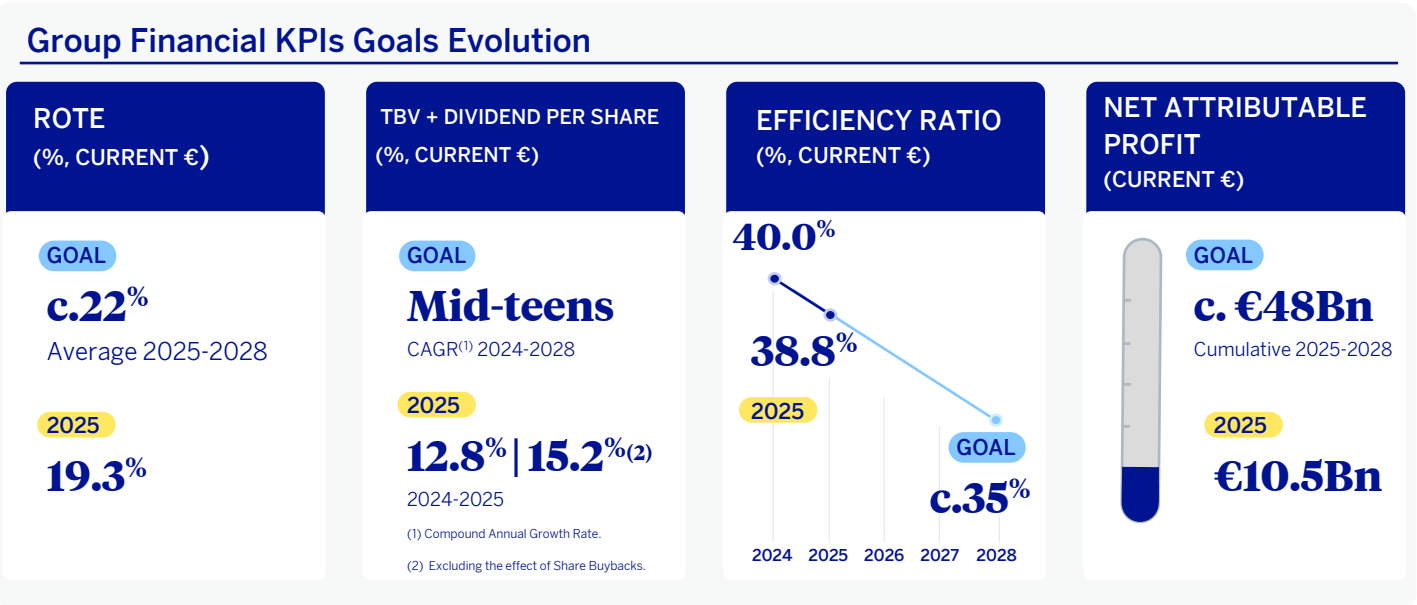 Group Financial KPIs Goals Evolution
ROTE
(%, CURRENT €)
GOAL
c.22%
Average 2025-2028
2025
19.3%
TBV + DIVIDEND PER SHARE
(%, CURRENT €)
GOAL
Mid-teens
CAGR(1) 2024-2028
2025
12.8% | 15.2%(2)
2024-2025
(1) Compound Annual Growth Rate.
(2) Excluding the effect of Share Buybacks.
EFFICIENCY RATIO
(%, CURRENT €)
40.0%
38.8%
2025
GOAL
c.35%
2024 2025 2026 2027 2028
NET ATTRIBUTABLE
PROFIT
(CURRENT €)
GOAL
c. €48Bn
Cumulative 2025-2028
2025
€10.5Bn